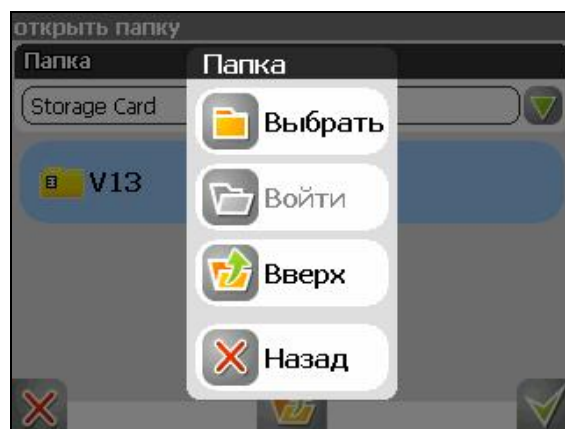 открыть папку
Папка
Storage Card
V13
Папка
Выбрать
Войти
Вверх
Назад